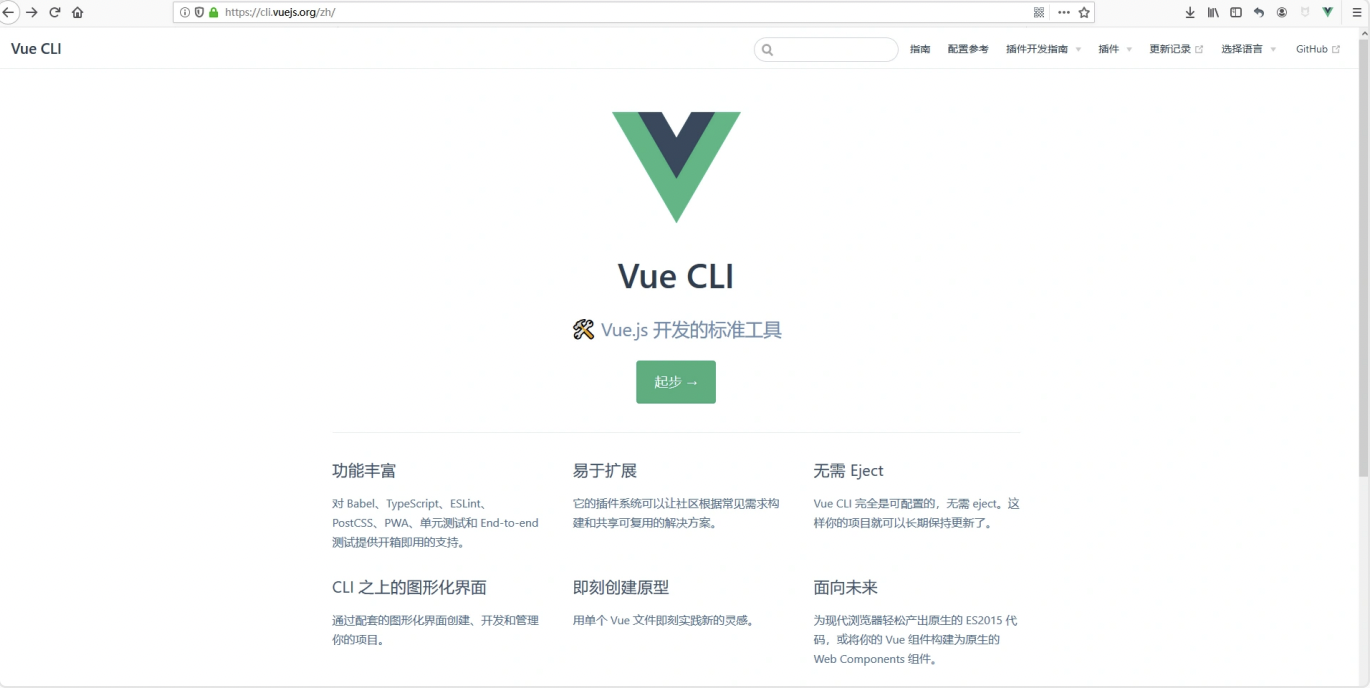 https://cli.vuejs.org/zh/
Vue CLI
指南 配置参考 插件开发指南 插件 更新记录 选择语言 GitHub
Vue CLI
🛠️ Vue.js 开发的标准工具
起步 →
功能丰富
对 Babel、TypeScript、ESLint、
PostCSS、PWA、单元测试和 End-to-end
测试提供开箱即用的支持。
易于扩展
它的插件系统可以让社区根据常见需求构
建和共享可复用的解决方案。
无需 Eject
Vue CLI 完全是可配置的，无需 eject。这
样你的项目就可以长期保持更新了。
CLI 之上的图形化界面
通过配套的图形化界面创建、开发和管理
你的项目。
即刻创建原型
用单个 Vue 文件即刻实践新的灵感。
面向未来
为现代浏览器轻松产出原生的 ES2015 代
码，或将你的 Vue 组件构建为原生的
Web Components 组件。